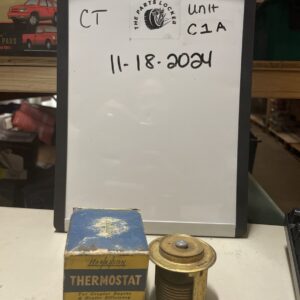 CT
THE PARTS LOCKER
Unit
C1A
11-18-2024
THERMOSTAT